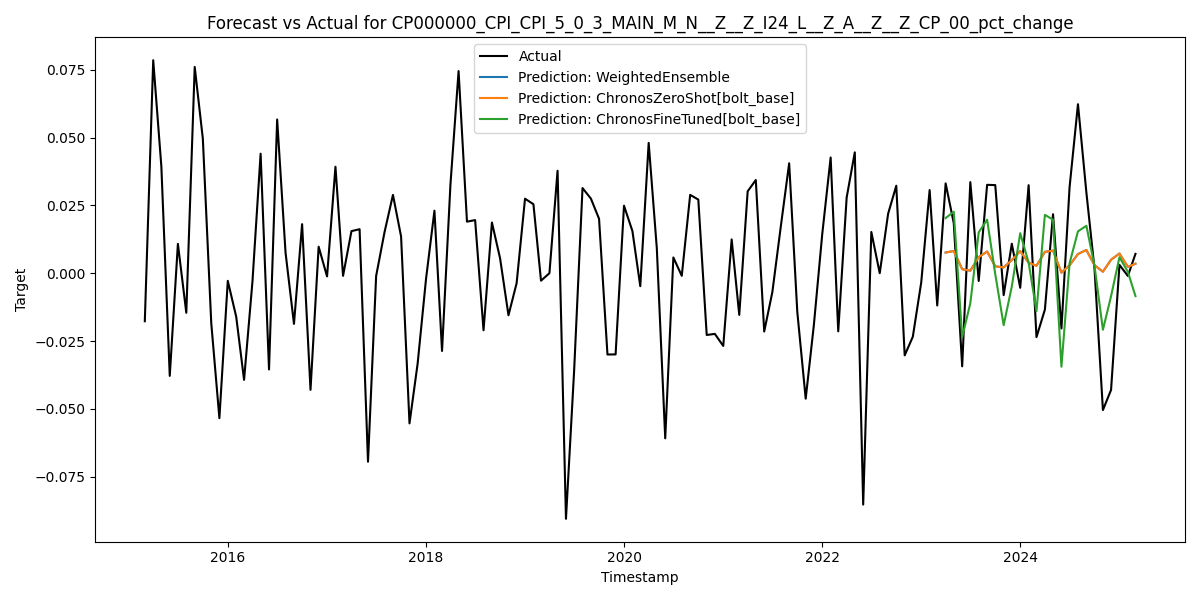 Forecast vs Actual for CP000000_CPI_CPI_5_0_3_MAIN_M_N__Z__Z_I24_L__Z_A__Z__Z_CP_00_pct_change
Actual
Prediction: WeightedEnsemble
Prediction: ChronosZeroShot[bolt_base]
Prediction: ChronosFineTuned[bolt_base]
0.075
0.050
0.025
0.000
−0.025
−0.050
−0.075
Target
2016
2018
2020
2022
2024
Timestamp